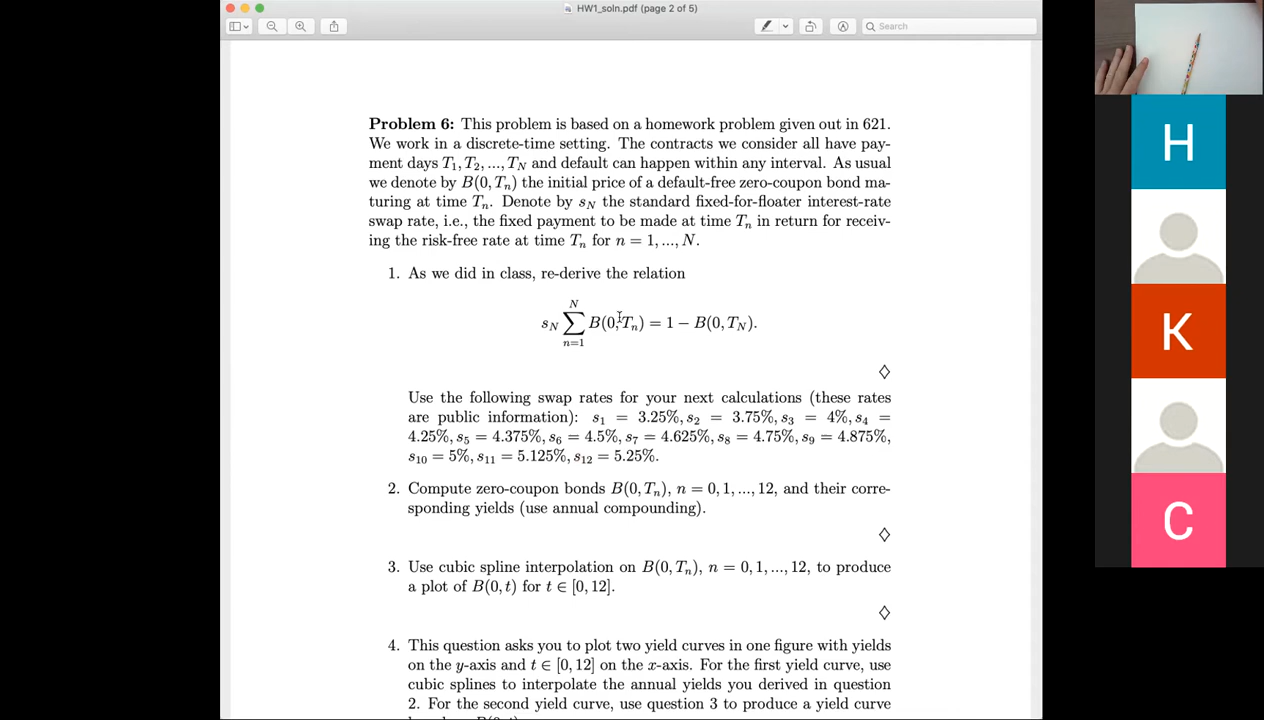 HW1_soln.pdf (page 2 of 5)
Search
Problem 6: This problem is based on a homework problem given out in 621.
We work in a discrete-time setting. The contracts we consider all have pay-
ment days T₁, T₂, ..., T_N and default can happen within any interval. As usual
we denote by B(0, Tₙ) the initial price of a default-free zero-coupon bond ma-
turing at time Tₙ. Denote by s_N the standard fixed-for-floater interest-rate
swap rate, i.e., the fixed payment to be made at time Tₙ in return for receiv-
ing the risk-free rate at time Tₙ for n = 1, ..., N.
1. As we did in class, re-derive the relation
s_N ∑_{n=1}^{N} B(0, Tₙ) = 1 − B(0, T_N).
◇
Use the following swap rates for your next calculations (these rates
are public information): s₁ = 3.25%, s₂ = 3.75%, s₃ = 4%, s₄ =
4.25%, s₅ = 4.375%, s₆ = 4.5%, s₇ = 4.625%, s₈ = 4.75%, s₉ = 4.875%,
s₁₀ = 5%, s₁₁ = 5.125%, s₁₂ = 5.25%.
2. Compute zero-coupon bonds B(0, Tₙ), n = 0, 1, ..., 12, and their corre-
sponding yields (use annual compounding).
◇
3. Use cubic spline interpolation on B(0, Tₙ), n = 0, 1, ..., 12, to produce
a plot of B(0, t) for t ∈ [0, 12].
◇
4. This question asks you to plot two yield curves in one figure with yields
on the y-axis and t ∈ [0, 12] on the x-axis. For the first yield curve, use
cubic splines to interpolate the annual yields you derived in question
2. For the second yield curve, use question 3 to produce a yield curve
H
K
C